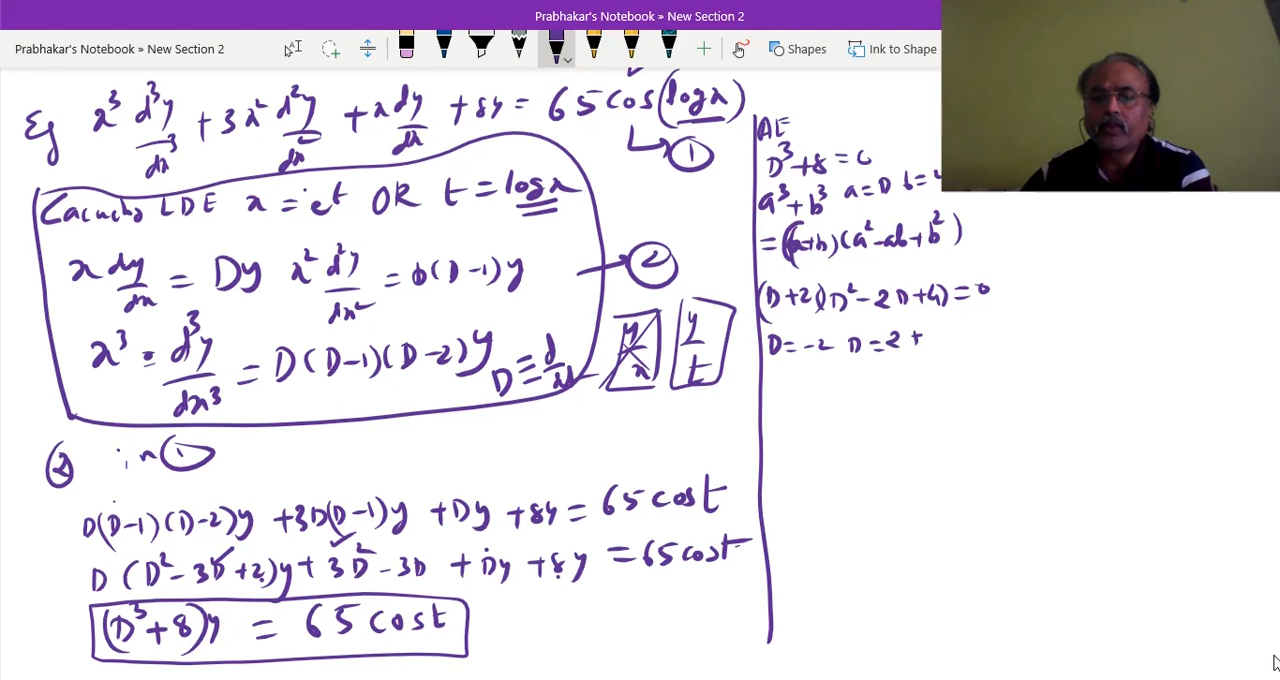 Prabhakar's Notebook » New Section 2
Prabhakar's Notebook » New Section 2
Shapes
Ink to Shape
Eg x³ d³y/dx³ + 3x² d²y/dx² + x dy/dx + 8y = 65 cos(log x)
→ ①
LDE x = e^t OR t = log x
x dy/dx = Dy x² d²y/dx² = D(D-1)y → ②
x³ d³y/dx³ = D(D-1)(D-2)y D ≡ d/dt
y/x y/t
② in ①
D(D-1)(D-2)y + 3D(D-1)y + Dy + 8y = 65 cost
D(D²-3D+2)y + 3D²-3D + Dy + 8y = 65 cost
(D³+8)y = 65 cost
AE
D³+8 = 0
a³+b³ a=D b=
=(a+b)(a²-ab+b²)
(D+2)(D²-2D+4) = 0
D = -2 D = 2 +